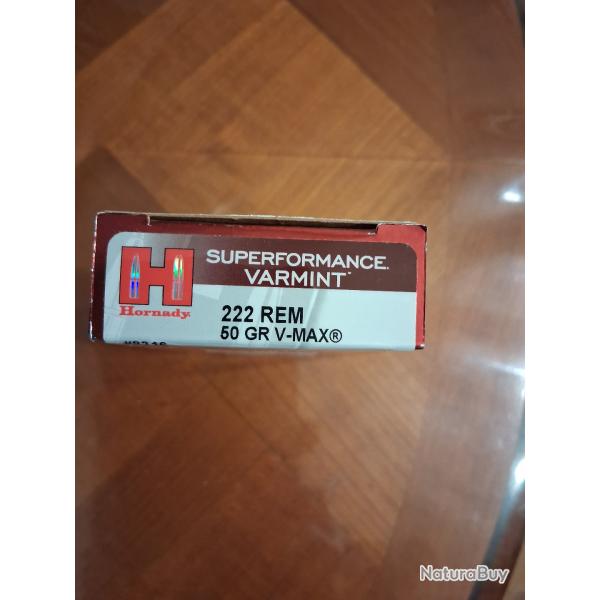 SUPERFORMANCE.
VARMINT
Hornady
222 REM
50 GR V-MAX®
NaturaBuy